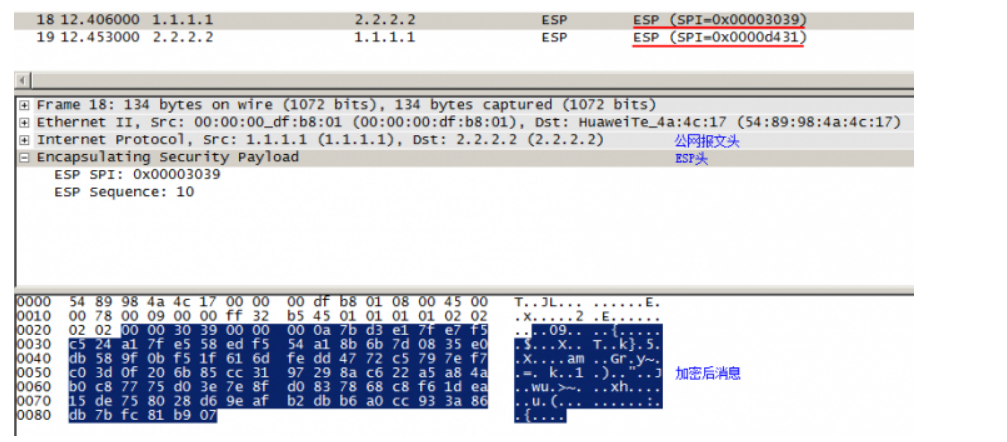 18 12.406000 1.1.1.1 2.2.2.2 ESP ESP (SPI=0x00003039)
19 12.453000 2.2.2.2 1.1.1.1 ESP ESP (SPI=0x0000d431)
Frame 18: 134 bytes on wire (1072 bits), 134 bytes captured (1072 bits)
Ethernet II, Src: 00:00:00_df:b8:01 (00:00:00:df:b8:01), Dst: HuaweiTe_4a:4c:17 (54:89:98:4a:4c:17)
Internet Protocol, Src: 1.1.1.1 (1.1.1.1), Dst: 2.2.2.2 (2.2.2.2) 公网报文头
Encapsulating Security Payload ESP头
ESP SPI: 0x00003039
ESP Sequence: 10
0000 54 89 98 4a 4c 17 00 00 00 df b8 01 08 00 45 00 T..JL... ......E.
0010 00 78 00 09 00 00 ff 32 b5 45 01 01 01 01 02 02 .x.....2 .E......
0020 02 02 00 00 30 39 00 00 00 0a 7b d3 e1 7f e7 f5 ....09.. ..{.....
0030 c5 24 a1 7f e5 58 ed f5 54 a1 8b 6b 7d 08 35 e0 .$...X.. T..k}.5.
0040 db 58 9f 0b f5 1f 61 6d fe dd 47 72 c5 79 7e f7 .X....am ..Gr.y~.
0050 c0 3d 0f 20 6b 85 cc 31 97 29 8a c6 22 a5 a8 4a .=. k..1 .).."..J 加密后消息
0060 b0 c8 77 75 d0 3e 7e 8f d0 83 78 68 c8 f6 1d ea ..wu.>~. ..xh....
0070 15 de 75 80 28 d6 9e af b2 db b6 a0 cc 93 3a 86 ..u.(... ......:.
0080 db 7b fc 81 b9 07 .{....